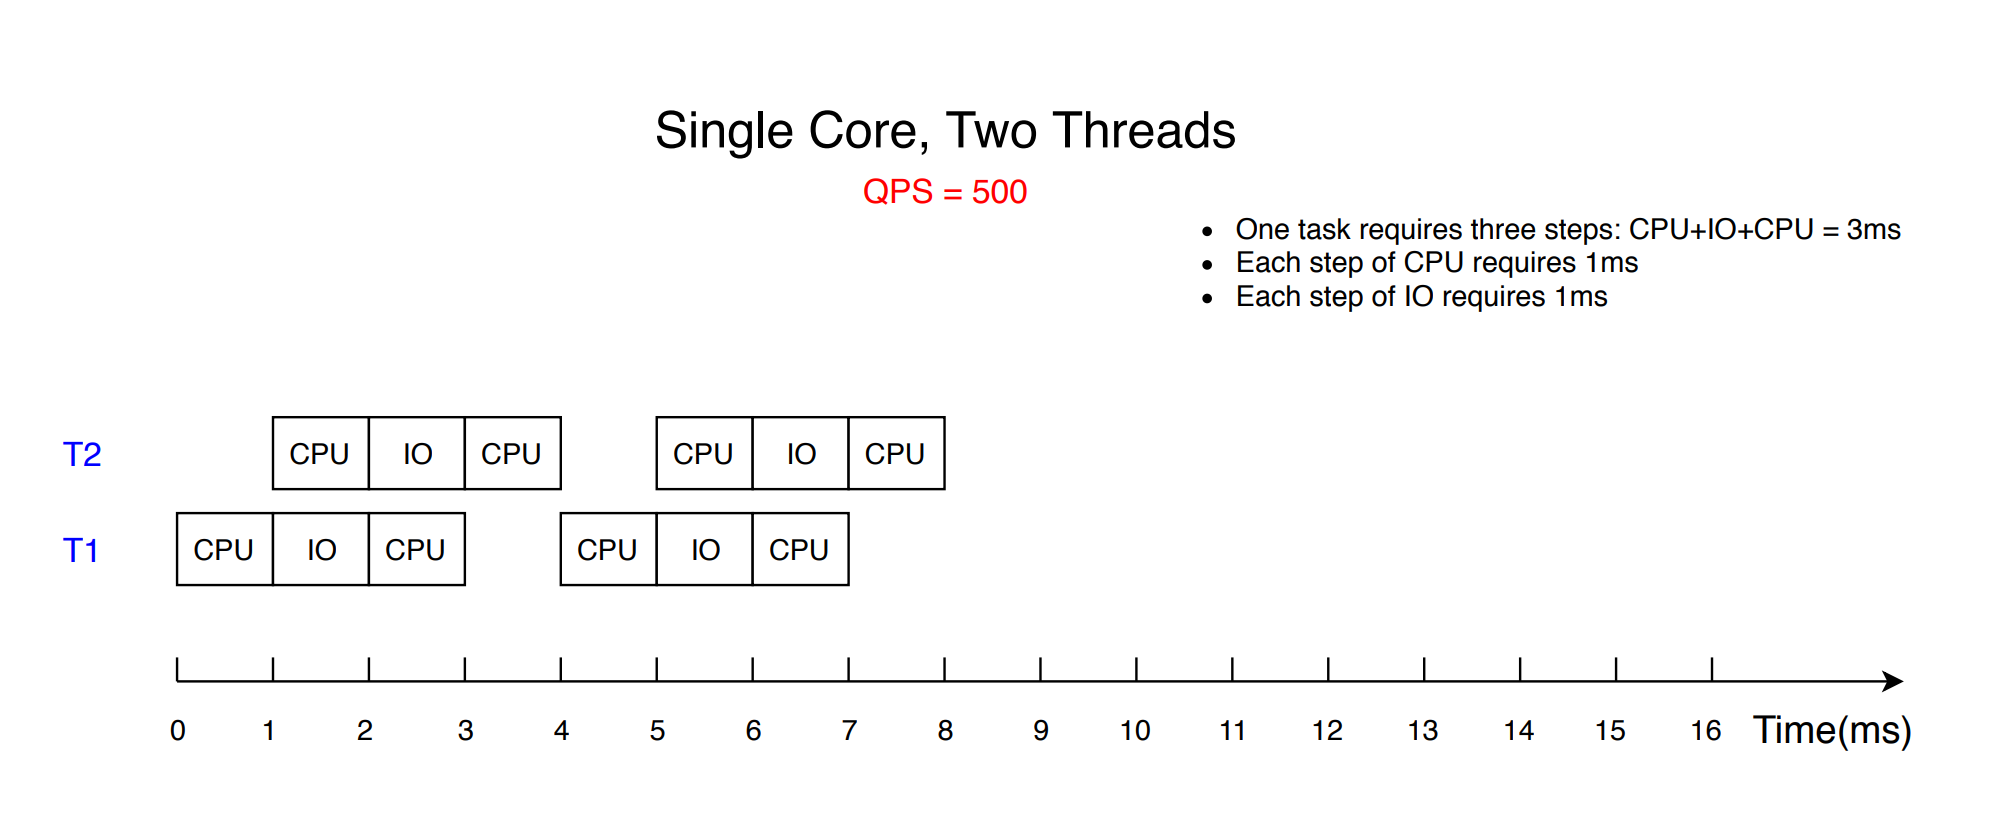 Single Core, Two Threads
QPS = 500
One task requires three steps: CPU+IO+CPU = 3ms
Each step of CPU requires 1ms
Each step of IO requires 1ms
T2 CPU IO CPU CPU IO CPU
T1 CPU IO CPU CPU IO CPU
0 1 2 3 4 5 6 7 8 9 10 11 12 13 14 15 16 Time(ms)